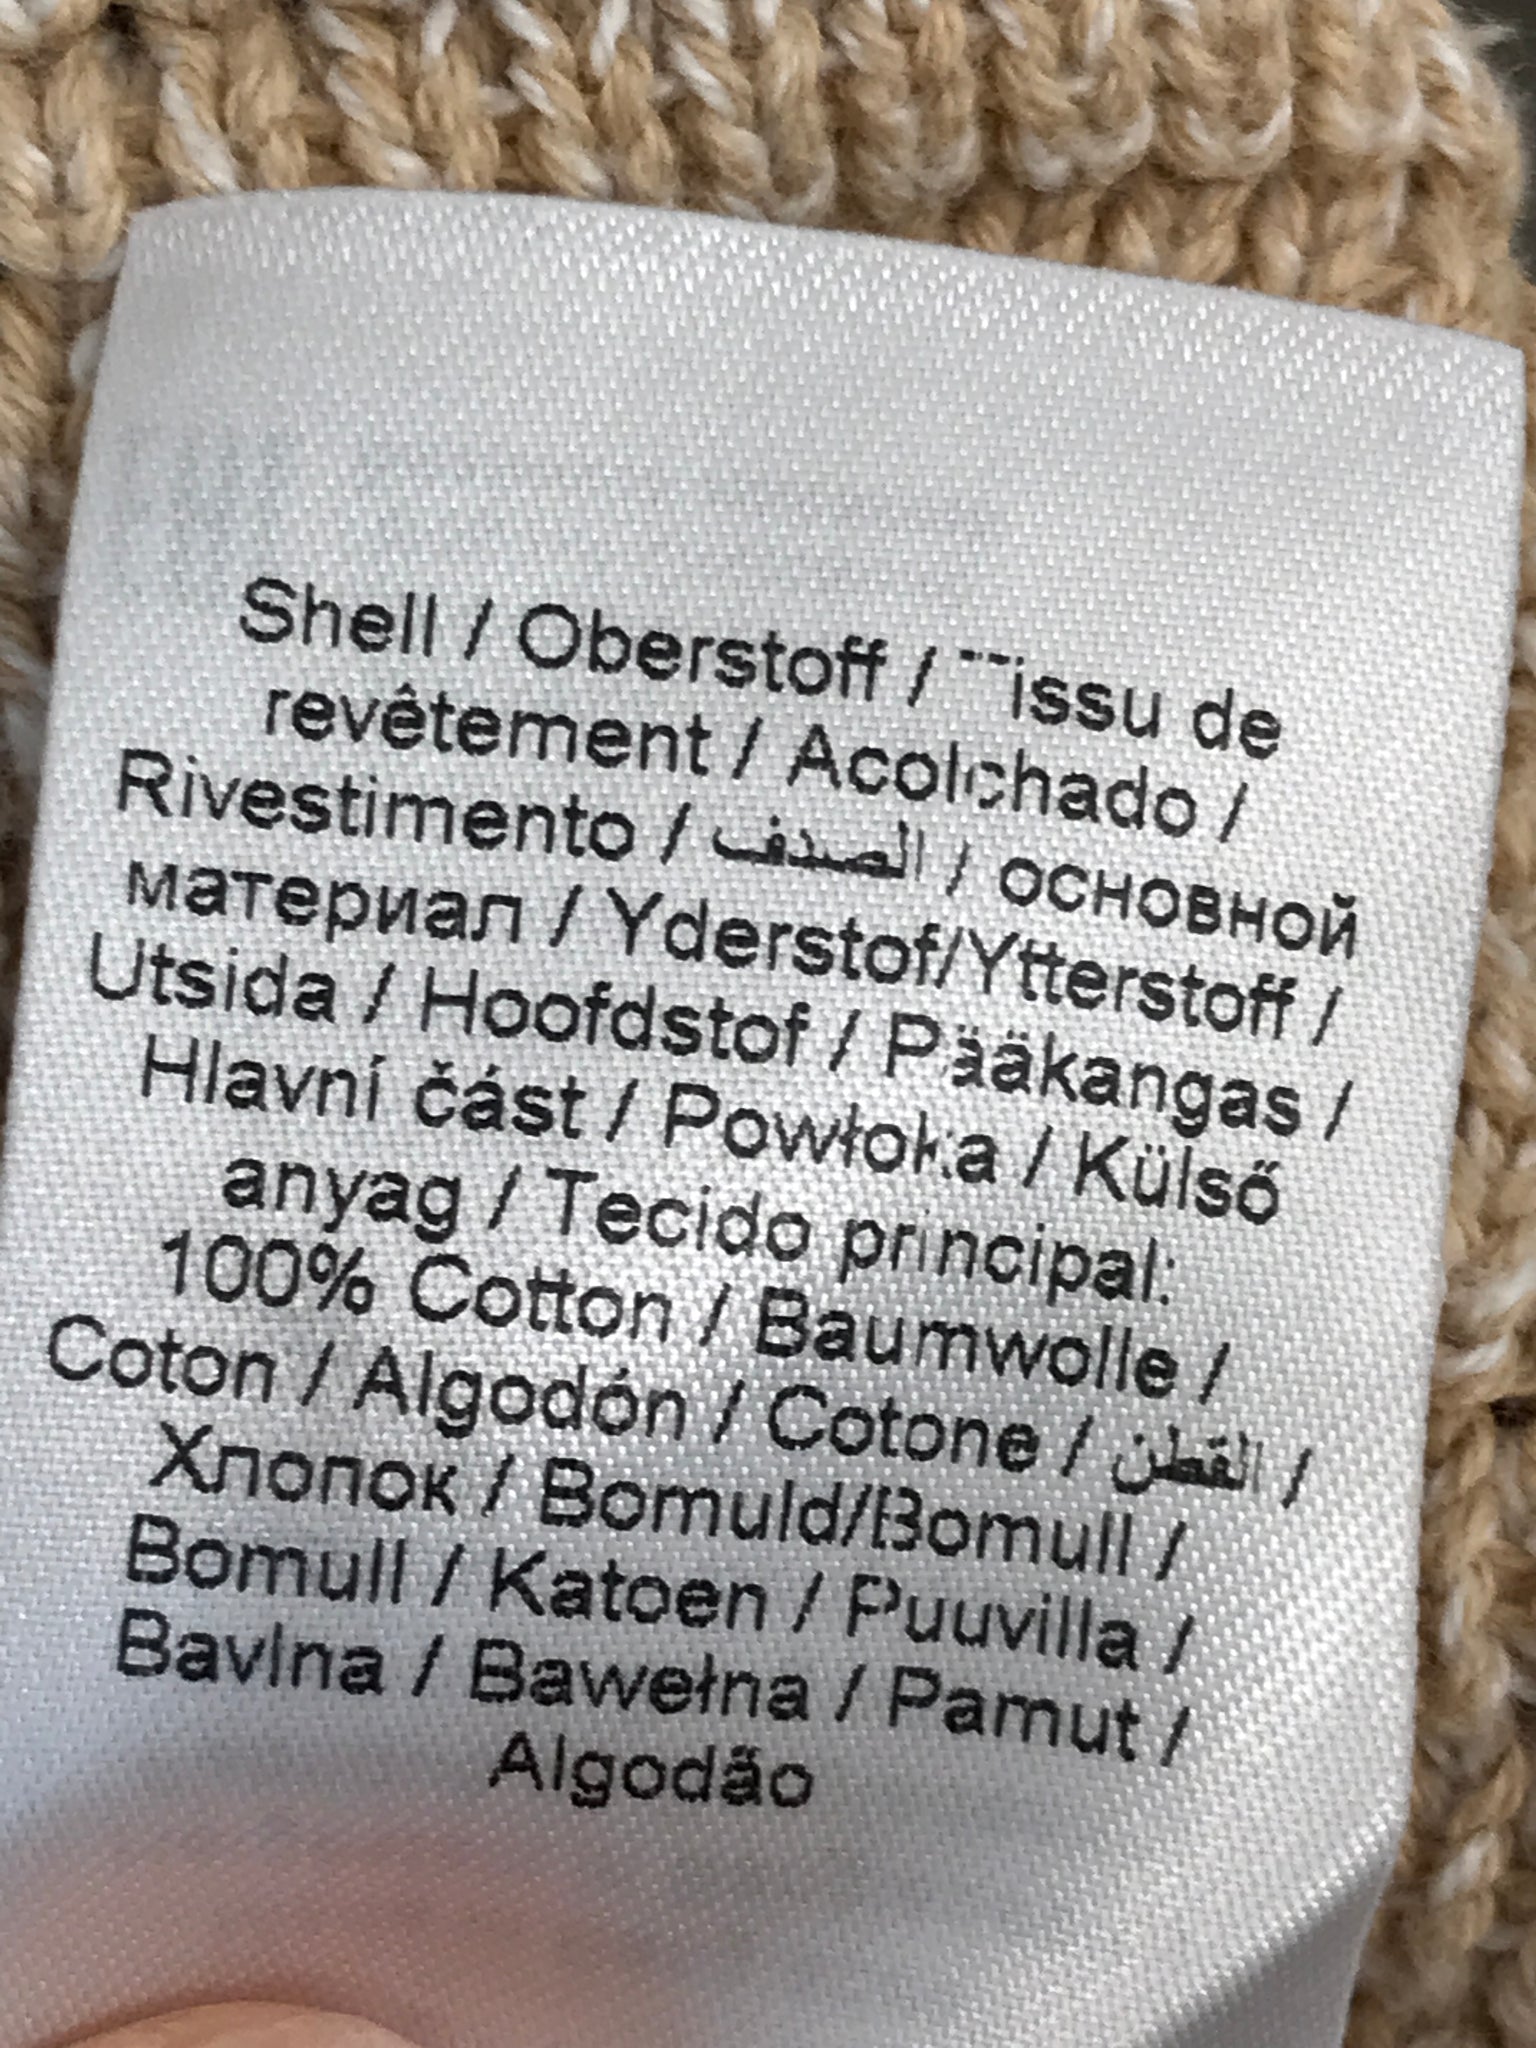 Shell / Oberstoff / Tissu de
revêtement / Acolchado /
Rivestimento / الصدف / основной
материал / Yderstof/Ytterstoff /
Utsida / Hoofdstof / Pääkangas /
Hlavní část / Powłoka / Külső
anyag / Tecido principal:
100% Cotton / Baumwolle /
Coton / Algodón / Cotone / القطن /
Хлопок / Bomuld/Bomull /
Bomull / Katoen / Puuvilla /
Bavlna / Bawełna / Pamut /
Algodão